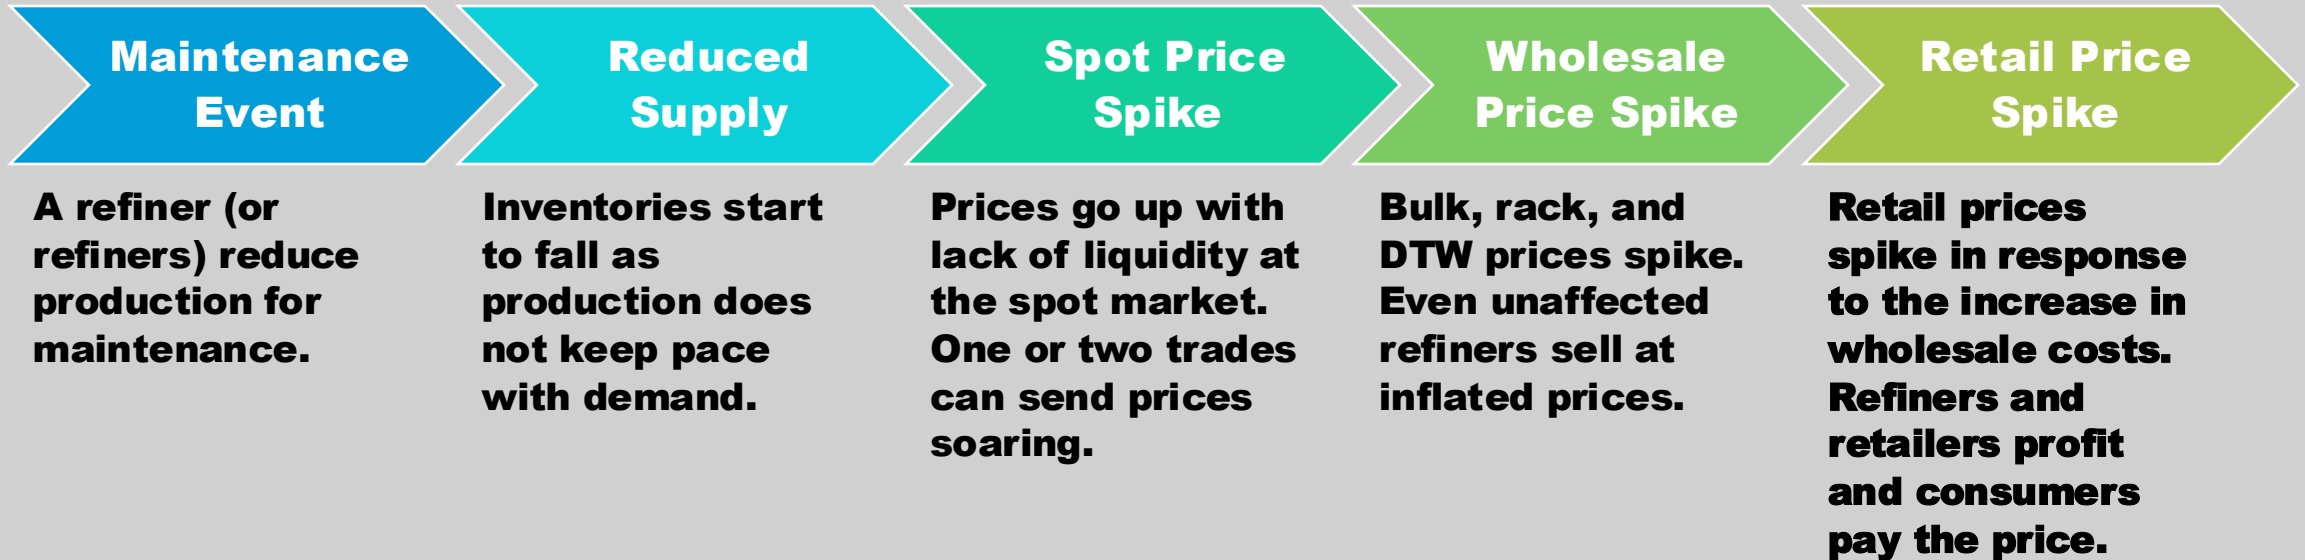 Maintenance
Event
A refiner (or
refiners) reduce
production for
maintenance.
Reduced
Supply
Inventories start
to fall as
production does
not keep pace
with demand.
Spot Price
Spike
Prices go up with
lack of liquidity at
the spot market.
One or two trades
can send prices
soaring.
Wholesale
Price Spike
Bulk, rack, and
DTW prices spike.
Even unaffected
refiners sell at
inflated prices.
Retail Price
Spike
Retail prices
spike in response
to the increase in
wholesale costs.
Refiners and
retailers profit
and consumers
pay the price.